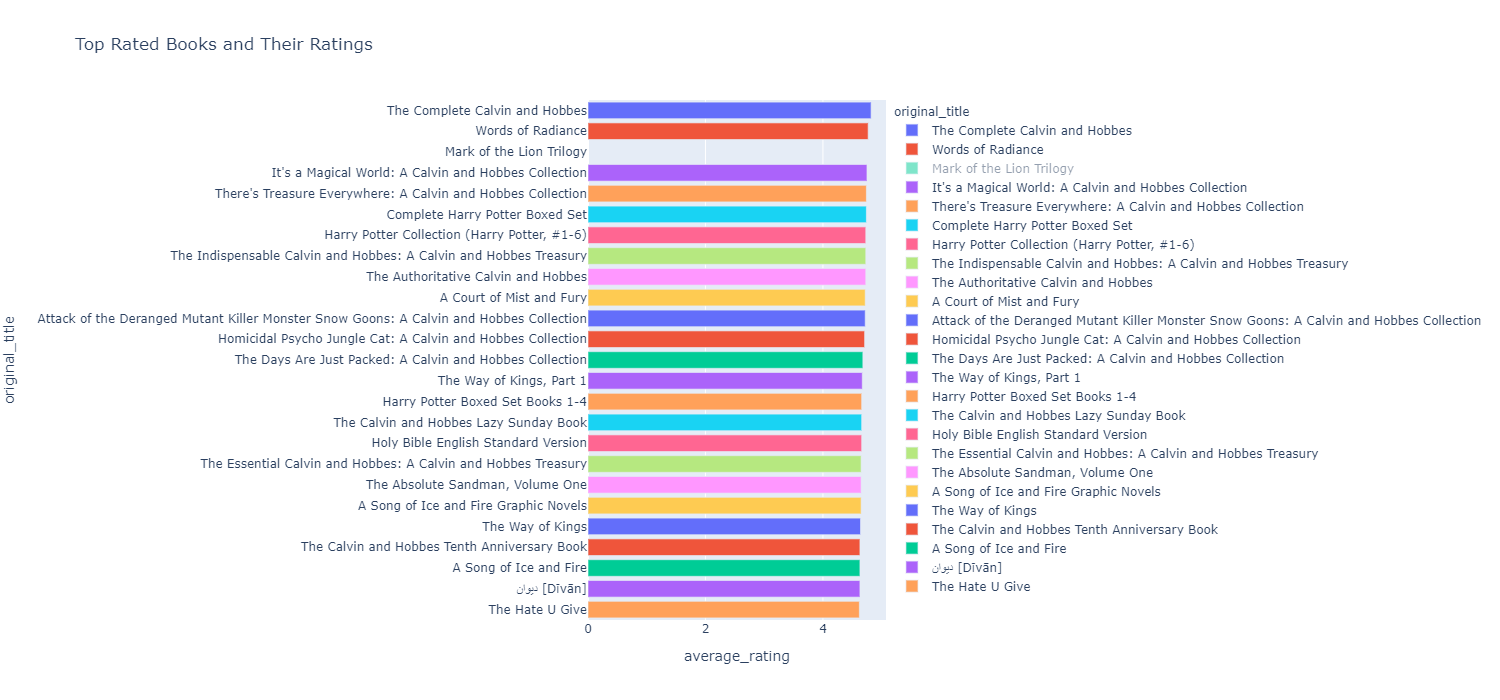 Top Rated Books and Their Ratings
original_title
The Complete Calvin and Hobbes
Words of Radiance
Mark of the Lion Trilogy
It's a Magical World: A Calvin and Hobbes Collection
There's Treasure Everywhere: A Calvin and Hobbes Collection
Complete Harry Potter Boxed Set
Harry Potter Collection (Harry Potter, #1-6)
The Indispensable Calvin and Hobbes: A Calvin and Hobbes Treasury
The Authoritative Calvin and Hobbes
A Court of Mist and Fury
Attack of the Deranged Mutant Killer Monster Snow Goons: A Calvin and Hobbes Collection
Homicidal Psycho Jungle Cat: A Calvin and Hobbes Collection
The Days Are Just Packed: A Calvin and Hobbes Collection
The Way of Kings, Part 1
Harry Potter Boxed Set Books 1-4
The Calvin and Hobbes Lazy Sunday Book
Holy Bible English Standard Version
The Essential Calvin and Hobbes: A Calvin and Hobbes Treasury
The Absolute Sandman, Volume One
A Song of Ice and Fire Graphic Novels
The Way of Kings
The Calvin and Hobbes Tenth Anniversary Book
A Song of Ice and Fire
دیوان [Dīvān]
The Hate U Give
0 2 4
average_rating
original_title
The Complete Calvin and Hobbes
Words of Radiance
Mark of the Lion Trilogy
It's a Magical World: A Calvin and Hobbes Collection
There's Treasure Everywhere: A Calvin and Hobbes Collection
Complete Harry Potter Boxed Set
Harry Potter Collection (Harry Potter, #1-6)
The Indispensable Calvin and Hobbes: A Calvin and Hobbes Treasury
The Authoritative Calvin and Hobbes
A Court of Mist and Fury
Attack of the Deranged Mutant Killer Monster Snow Goons: A Calvin and Hobbes Collection
Homicidal Psycho Jungle Cat: A Calvin and Hobbes Collection
The Days Are Just Packed: A Calvin and Hobbes Collection
The Way of Kings, Part 1
Harry Potter Boxed Set Books 1-4
The Calvin and Hobbes Lazy Sunday Book
Holy Bible English Standard Version
The Essential Calvin and Hobbes: A Calvin and Hobbes Treasury
The Absolute Sandman, Volume One
A Song of Ice and Fire Graphic Novels
The Way of Kings
The Calvin and Hobbes Tenth Anniversary Book
A Song of Ice and Fire
دیوان [Dīvān]
The Hate U Give